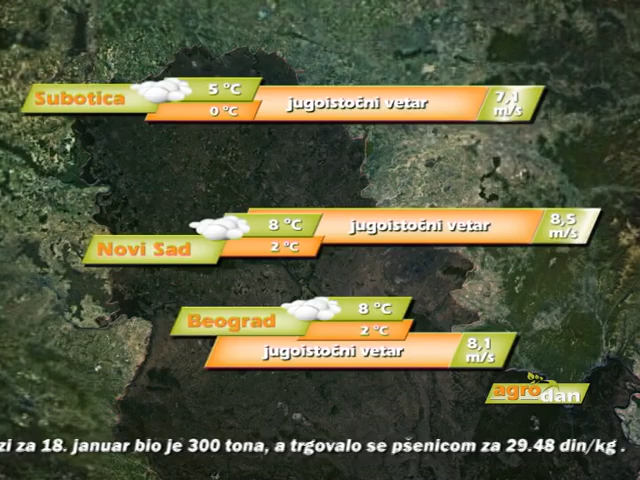 Subotica
5 °C
0 °C
jugoistočni vetar
7,1
m/s
Novi Sad
8 °C
2 °C
jugoistočni vetar
8,5
m/s
Beograd
8 °C
2 °C
jugoistočni vetar
8,1
m/s
agro
dan
zi za 18. januar bio je 300 tona, a trgovalo se pšenicom za 29.48 din/kg .